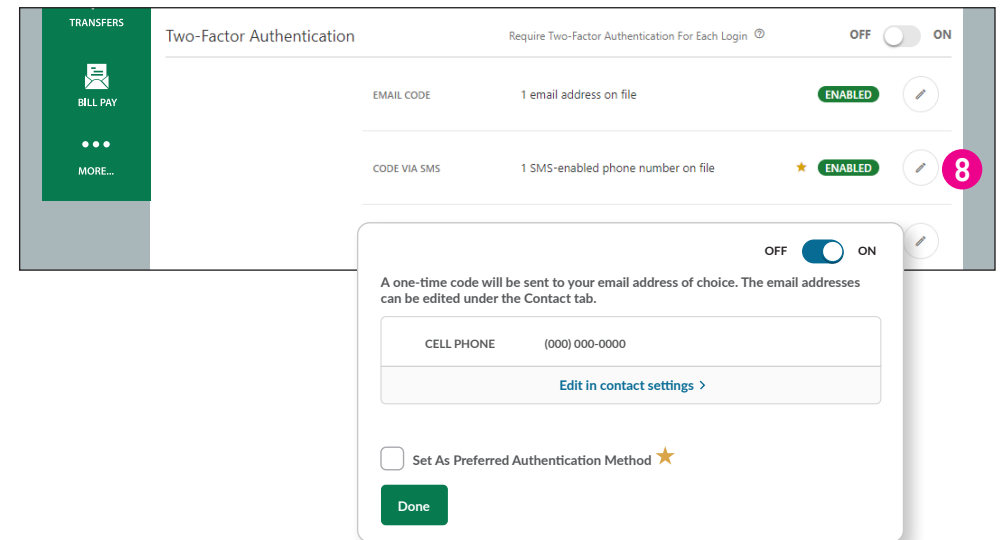 TRANSFERS
BILL PAY
MORE...
Two-Factor Authentication
Require Two-Factor Authentication For Each Login ?
OFF ON
EMAIL CODE 1 email address on file ENABLED
CODE VIA SMS 1 SMS-enabled phone number on file ENABLED
8
OFF ON
A one-time code will be sent to your email address of choice. The email addresses
can be edited under the Contact tab.
CELL PHONE (000) 000-0000
Edit in contact settings >
Set As Preferred Authentication Method
Done